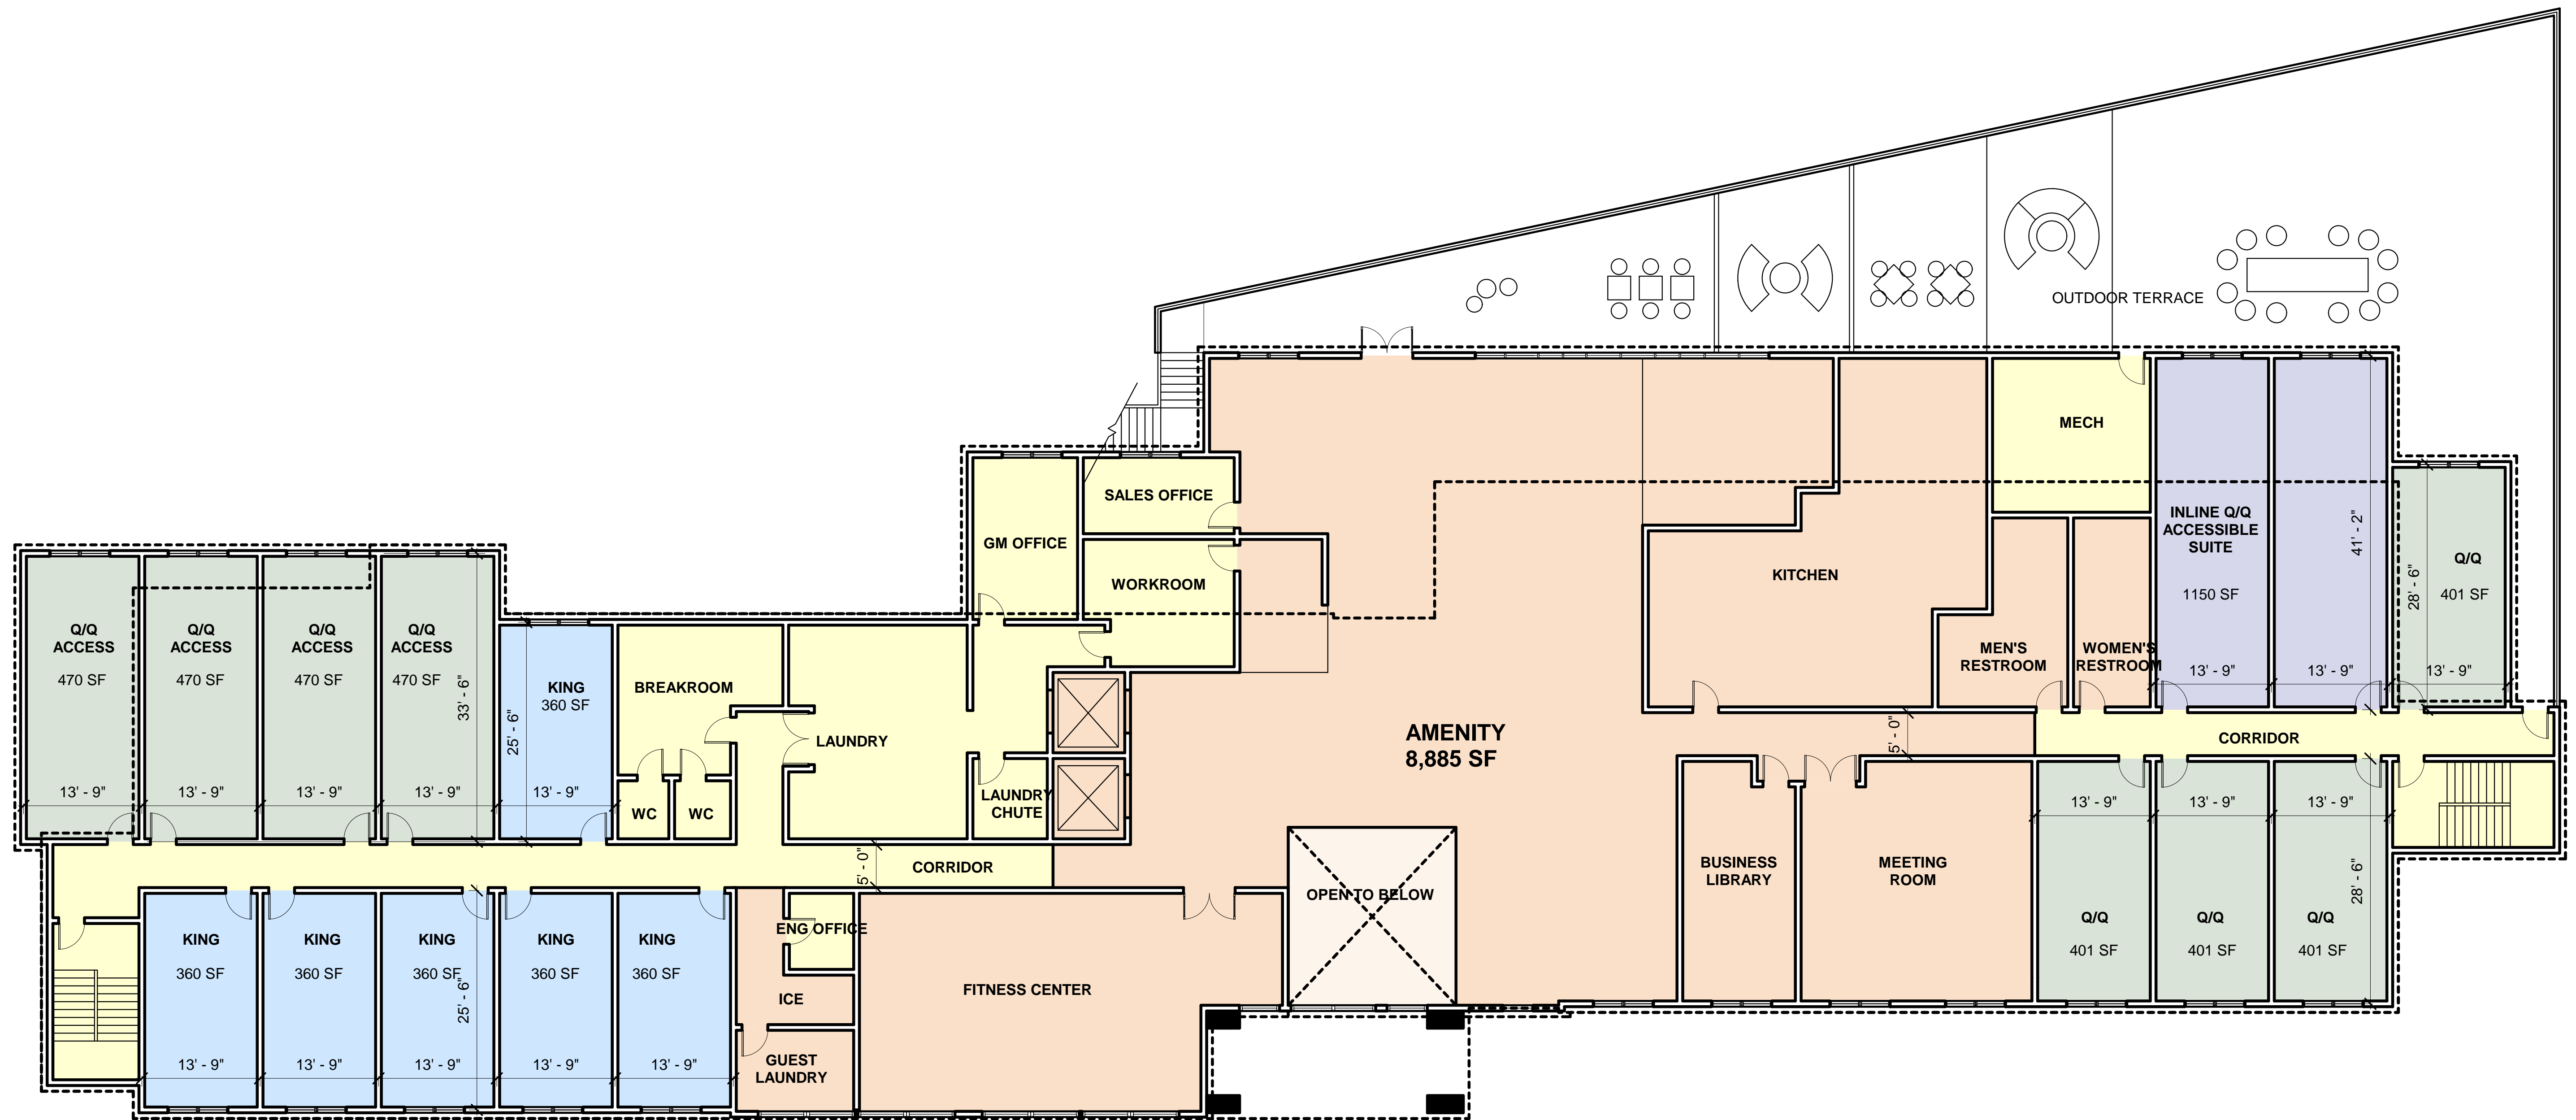 OUTDOOR TERRACE
MECH
SALES OFFICE
GM OFFICE
WORKROOM
KITCHEN
INLINE Q/Q
ACCESSIBLE
SUITE
1150 SF
41' - 2"
28' - 6"
Q/Q
401 SF
MEN'S
RESTROOM
WOMEN'S
RESTROOM
13' - 9"
13' - 9"
13' - 9"
Q/Q
ACCESS
470 SF
Q/Q
ACCESS
470 SF
Q/Q
ACCESS
470 SF
Q/Q
ACCESS
470 SF
33' - 6"
25' - 6"
KING
360 SF
BREAKROOM
LAUNDRY
AMENITY
8,885 SF
5' - 0"
CORRIDOR
13' - 9"
13' - 9"
13' - 9"
13' - 9"
13' - 9"
WC
WC
LAUNDRY
CHUTE
13' - 9"
13' - 9"
13' - 9"
5' - 0"
CORRIDOR
OPEN TO BELOW
BUSINESS
LIBRARY
MEETING
ROOM
28' - 6"
Q/Q
401 SF
Q/Q
401 SF
Q/Q
401 SF
KING
360 SF
KING
360 SF
KING
360 SF
KING
360 SF
KING
360 SF
25' - 6"
ENG OFFICE
ICE
FITNESS CENTER
13' - 9"
13' - 9"
13' - 9"
13' - 9"
13' - 9"
GUEST
LAUNDRY